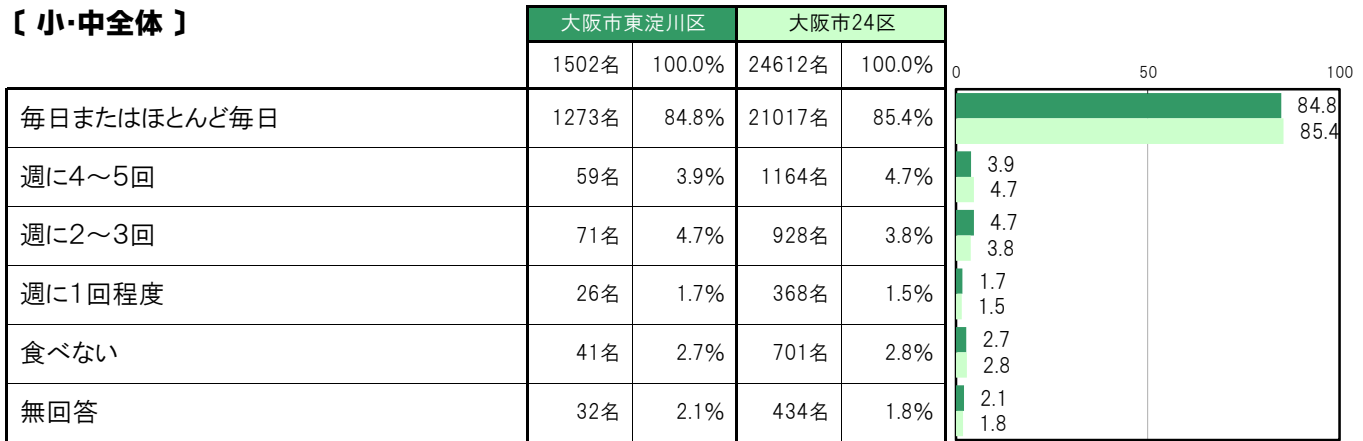 〔 小・中全体 〕
大阪市東淀川区 大阪市24区
1502名 100.0% 24612名 100.0%
0 50 100
毎日またはほとんど毎日 1273名 84.8% 21017名 85.4%
84.8
85.4
週に4～5回 59名 3.9% 1164名 4.7%
3.9
4.7
週に2～3回 71名 4.7% 928名 3.8%
4.7
3.8
週に1回程度 26名 1.7% 368名 1.5%
1.7
1.5
食べない 41名 2.7% 701名 2.8%
2.7
2.8
無回答 32名 2.1% 434名 1.8%
2.1
1.8